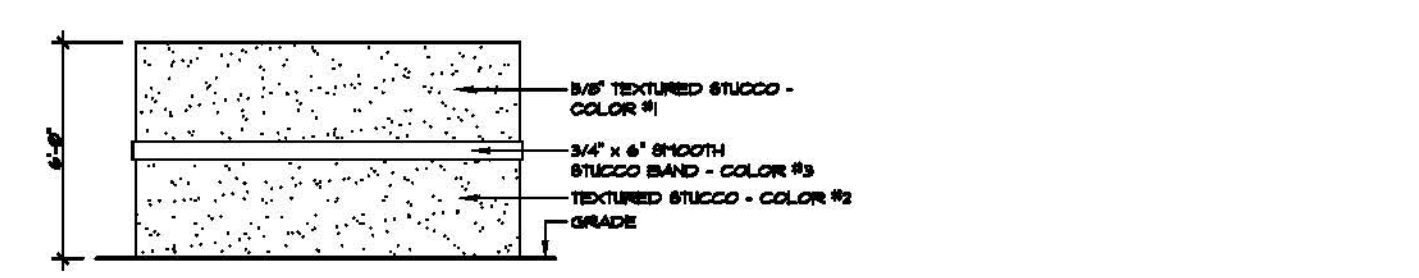 6'-0"
5/8" TEXTURED STUCCO -
COLOR #1
3/4" x 6" SMOOTH
STUCCO BAND - COLOR #3
TEXTURED STUCCO - COLOR #2
GRADE